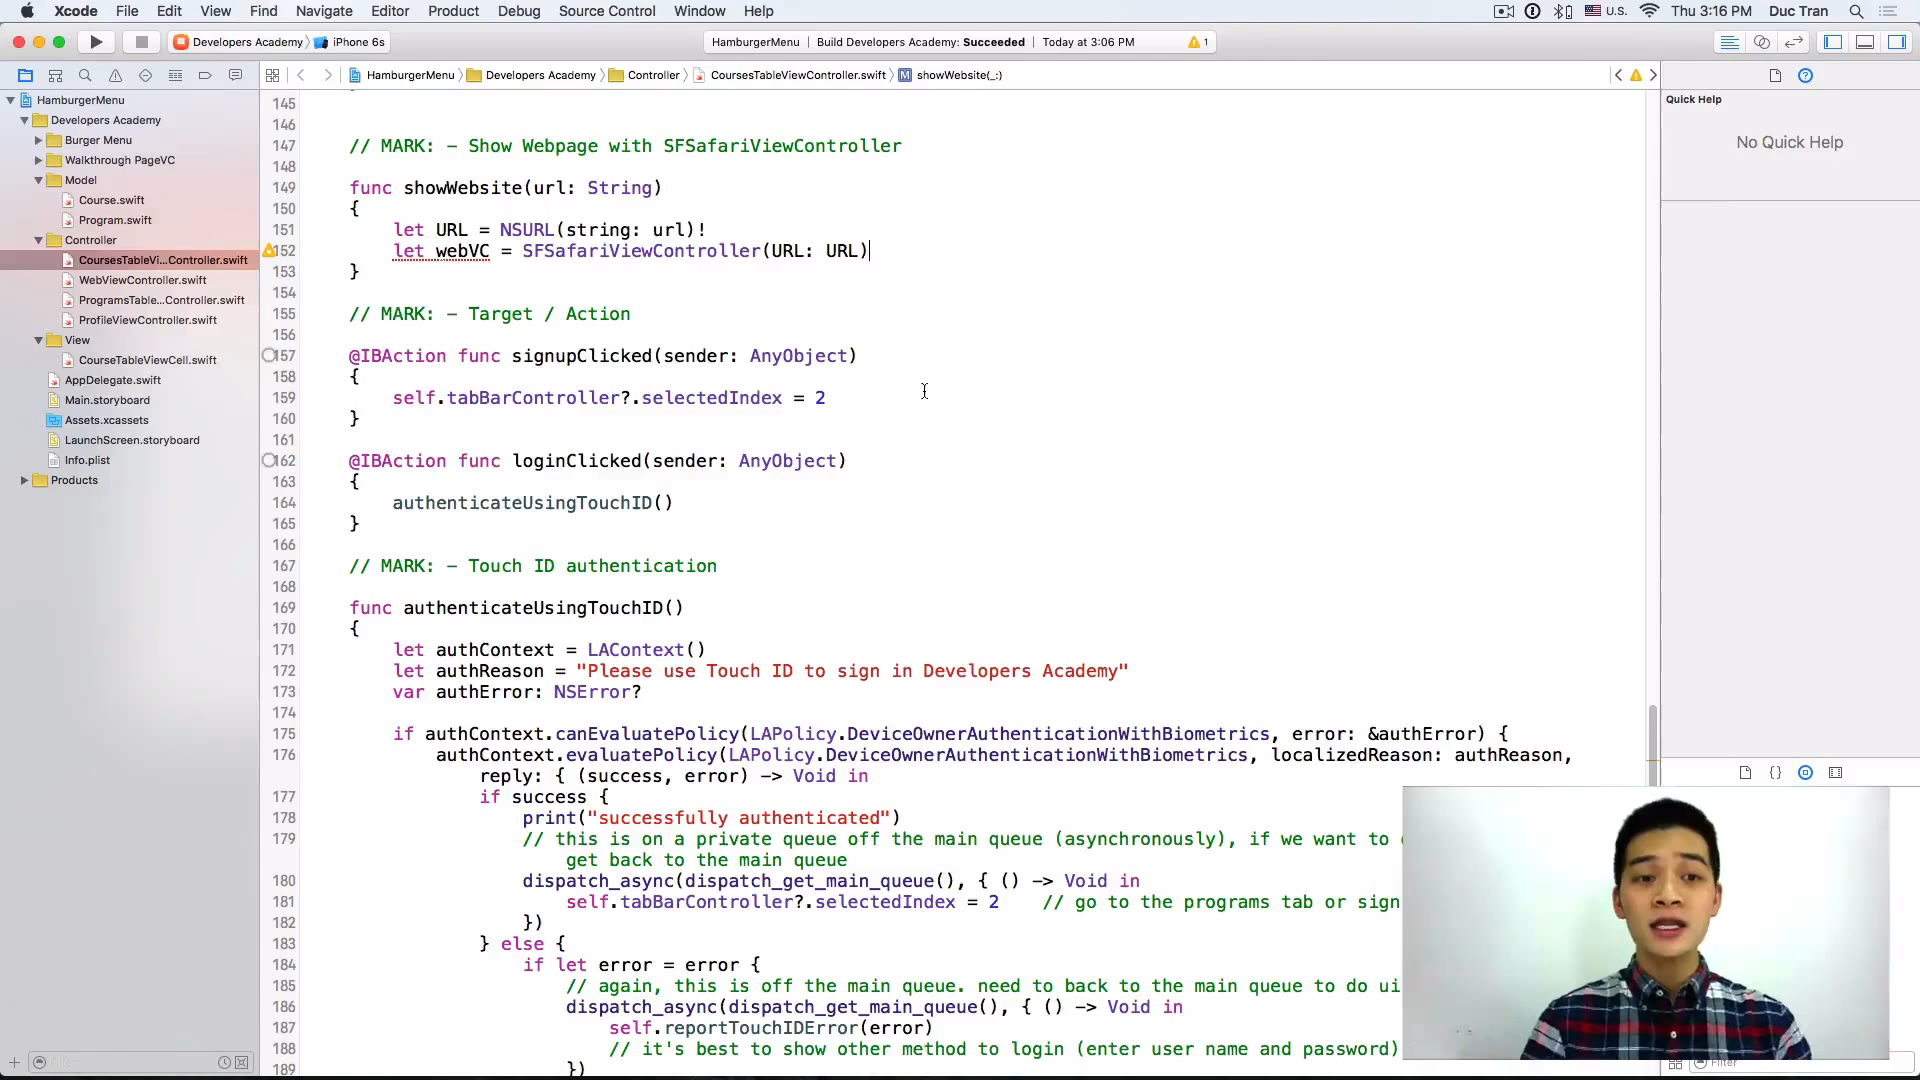 Xcode File Edit View Find Navigate Editor Product Debug Source Control Window Help U.S. Thu 3:16 PM Duc Tran
Developers Academy iPhone 6s HamburgerMenu Build Developers Academy: Succeeded Today at 3:06 PM 1
HamburgerMenu Developers Academy Controller CoursesTableViewController.swift M showWebsite(_:)
HamburgerMenu
Developers Academy
Burger Menu
Walkthrough PageVC
Model
Course.swift
Program.swift
Controller
CoursesTableVi...Controller.swift
WebViewController.swift
ProgramsTable...Controller.swift
ProfileViewController.swift
View
CourseTableViewCell.swift
AppDelegate.swift
Main.storyboard
Assets.xcassets
LaunchScreen.storyboard
Info.plist
Products
Filter
145
146
147 // MARK: - Show Webpage with SFSafariViewController
148
149 func showWebsite(url: String)
150 {
151 let URL = NSURL(string: url)!
152 let webVC = SFSafariViewController(URL: URL)
153 }
154
155 // MARK: - Target / Action
156
157 @IBAction func signupClicked(sender: AnyObject)
158 {
159 self.tabBarController?.selectedIndex = 2
160 }
161
162 @IBAction func loginClicked(sender: AnyObject)
163 {
164 authenticateUsingTouchID()
165 }
166
167 // MARK: - Touch ID authentication
168
169 func authenticateUsingTouchID()
170 {
171 let authContext = LAContext()
172 let authReason = "Please use Touch ID to sign in Developers Academy"
173 var authError: NSError?
174
175 if authContext.canEvaluatePolicy(LAPolicy.DeviceOwnerAuthenticationWithBiometrics, error: &authError) {
176 authContext.evaluatePolicy(LAPolicy.DeviceOwnerAuthenticationWithBiometrics, localizedReason: authReason,
reply: { (success, error) -> Void in
177 if success {
178 print("successfully authenticated")
179 // this is on a private queue off the main queue (asynchronously), if we want to
get back to the main queue
180 dispatch_async(dispatch_get_main_queue(), { () -> Void in
181 self.tabBarController?.selectedIndex = 2 // go to the programs tab or sign
182 })
183 } else {
184 if let error = error {
185 // again, this is off the main queue. need to back to the main queue to do ui
186 dispatch_async(dispatch_get_main_queue(), { () -> Void in
187 self.reportTouchIDError(error)
188 // it's best to show other method to login (enter user name and password)
189 })
Quick Help
No Quick Help
Filter